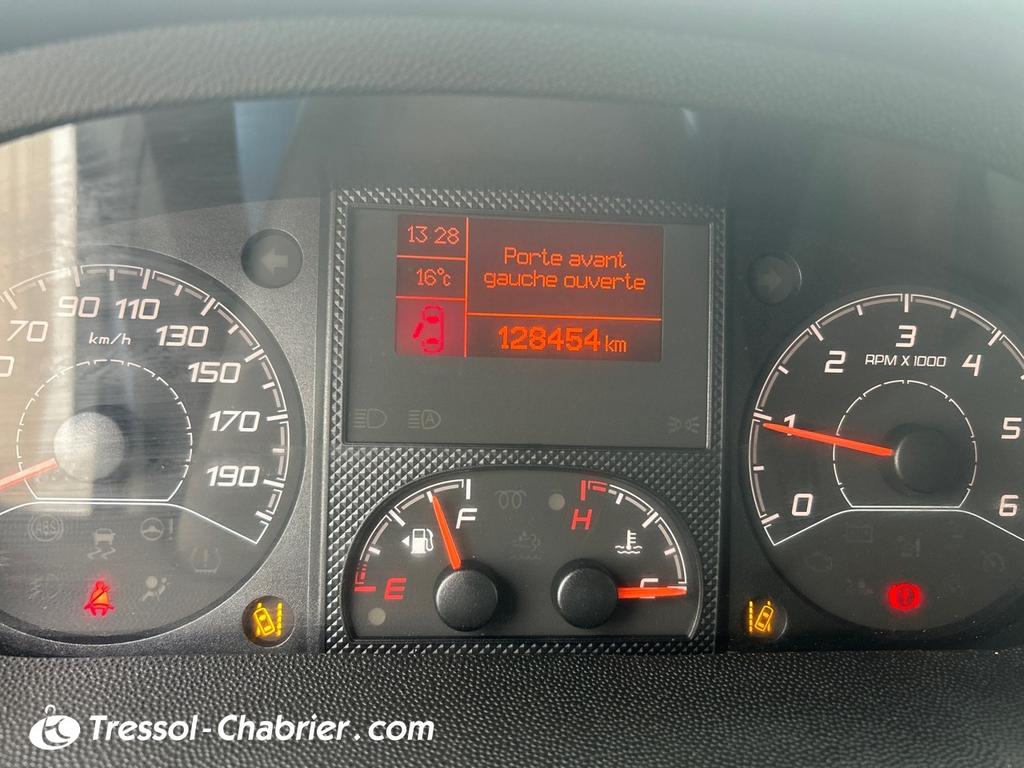 13 28
Porte avant
gauche ouverte
16°c
128454 km
70
90
110
130
150
170
190
km/h
0
1
2
3
4
5
6
RPM X 1000
F
E
H
C
ABS
Tressol-Chabrier.com